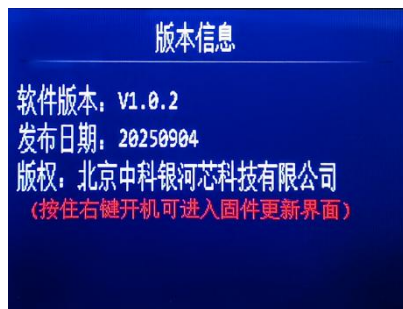 版本信息
软件版本：V1.0.2
发布日期：20250904
版权：北京中科银河芯科技有限公司
（按住右键开机可进入固件更新界面）